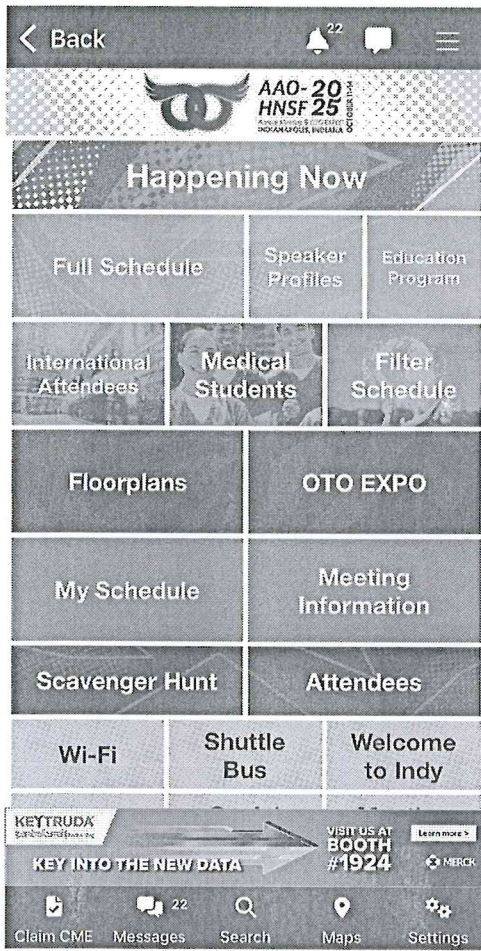 Back
22
AAO-20
HNSF 25
INDIANAPOLIS, INDIANA
Happening Now
Full Schedule
Speaker
Profiles
Education
Program
International
Attendees
Medical
Students
Filter
Schedule
Floorplans
OTO EXPO
My Schedule
Meeting
Information
Scavenger Hunt
Attendees
Wi-Fi
Shuttle
Bus
Welcome
to Indy
KEYTRUDA
KEY INTO THE NEW DATA
VISIT US AT
BOOTH
#1924
Learn more >
MERCK
22
Claim CME
Messages
Search
Maps
Settings